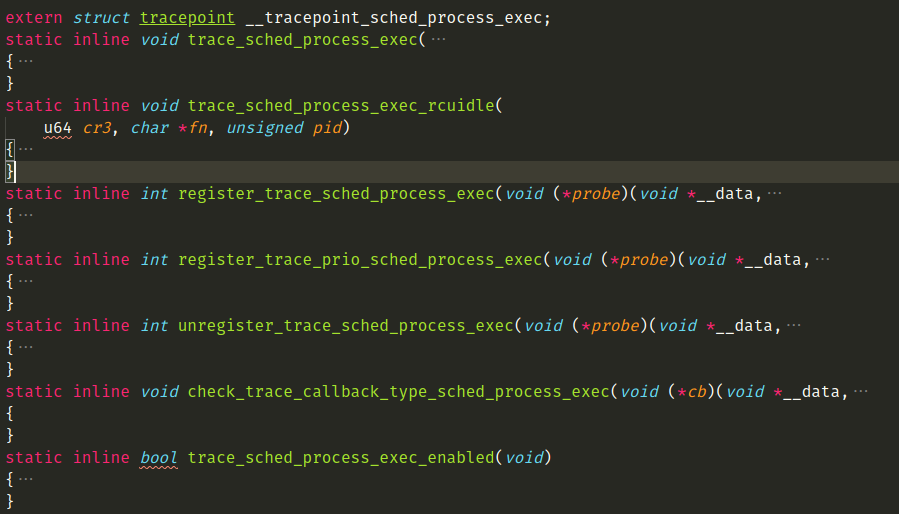 extern struct tracepoint __tracepoint_sched_process_exec;
static inline void trace_sched_process_exec(···
{···
}
static inline void trace_sched_process_exec_rcuidle(
    u64 cr3, char *fn, unsigned pid)
{···
}
static inline int register_trace_sched_process_exec(void (*probe)(void *__data,···
{···
}
static inline int register_trace_prio_sched_process_exec(void (*probe)(void *__data,···
{···
}
static inline int unregister_trace_sched_process_exec(void (*probe)(void *__data,···
{···
}
static inline void check_trace_callback_type_sched_process_exec(void (*cb)(void *__data,···
{
}
static inline bool trace_sched_process_exec_enabled(void)
{···
}